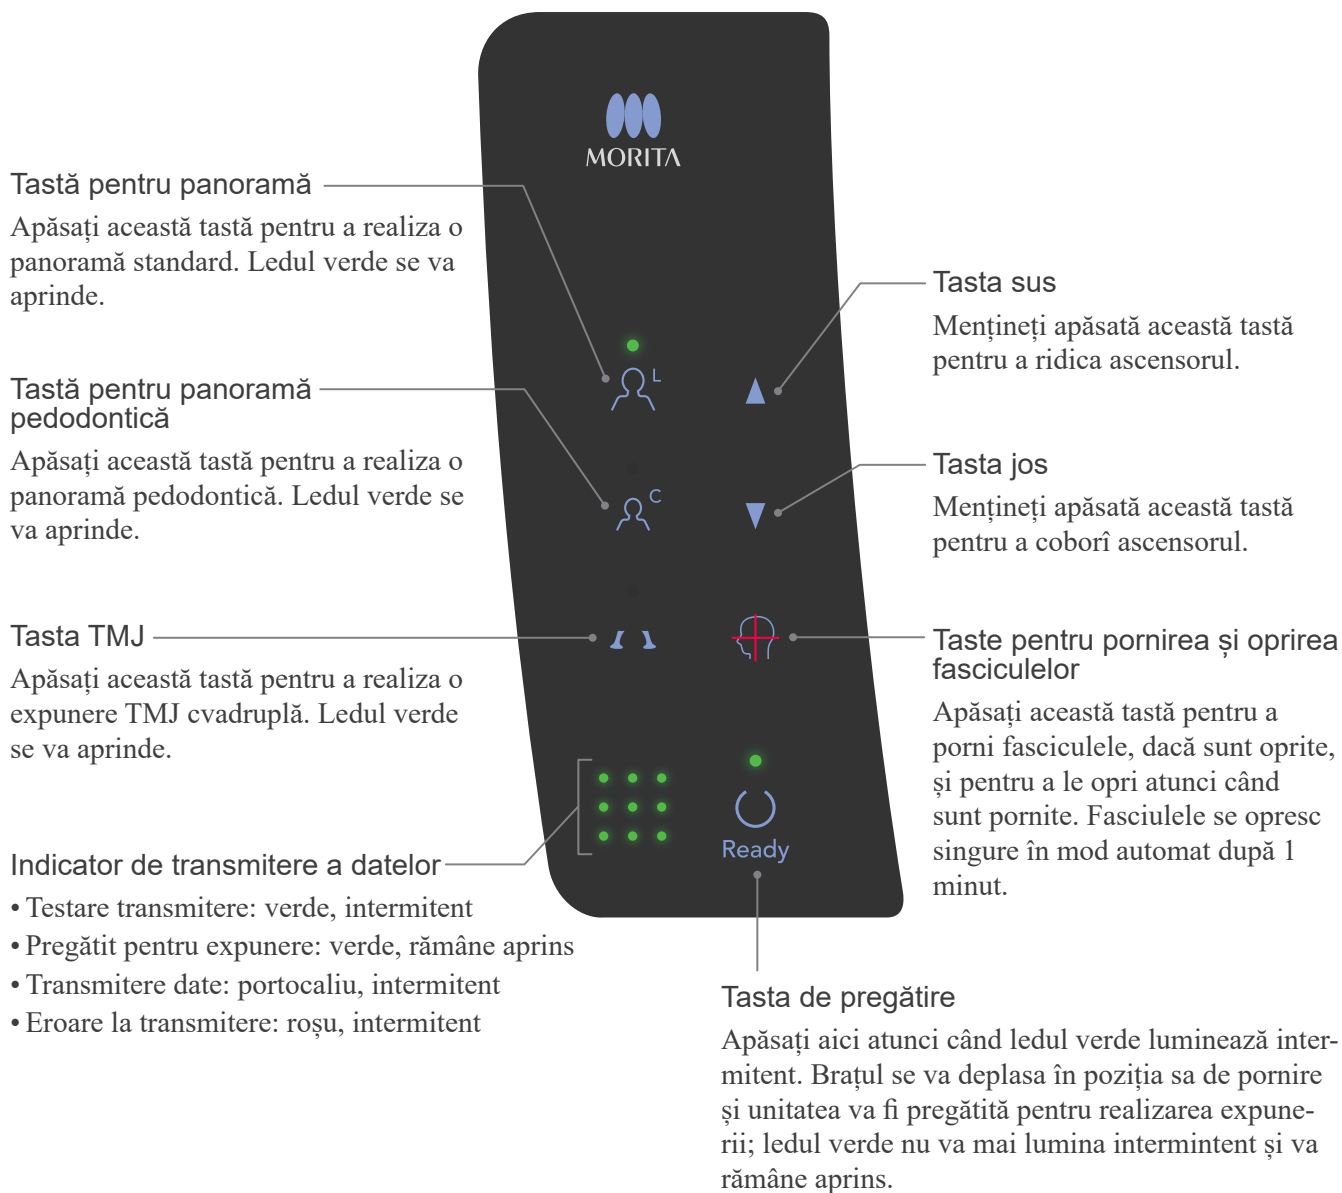 MORITA
Tastă pentru panoramă
Apăsați această tastă pentru a realiza o
panoramă standard. Ledul verde se va
aprinde.
Tastă pentru panoramă
pedodontică
Apăsați această tastă pentru a realiza o
panoramă pedodontică. Ledul verde se
va aprinde.
Tasta TMJ
Apăsați această tastă pentru a realiza o
expunere TMJ cvadruplă. Ledul verde
se va aprinde.
Indicator de transmitere a datelor
• Testare transmitere: verde, intermitent
• Pregătit pentru expunere: verde, rămâne aprins
• Transmitere date: portocaliu, intermitent
• Eroare la transmitere: roșu, intermitent
L
C
Ready
Tasta sus
Mențineți apăsată această tastă
pentru a ridica ascensorul.
Tasta jos
Mențineți apăsată această tastă
pentru a coborî ascensorul.
Taste pentru pornirea și oprirea
fasciculelor
Apăsați această tastă pentru a
porni fasciculele, dacă sunt oprite,
și pentru a le opri atunci când
sunt pornite. Fasciulele se opresc
singure în mod automat după 1
minut.
Tasta de pregătire
Apăsați aici atunci când ledul verde luminează inter-
mitent. Brațul se va deplasa în poziția sa de pornire
și unitatea va fi pregătită pentru realizarea expune-
rii; ledul verde nu va mai lumina intermintent și va
rămâne aprins.